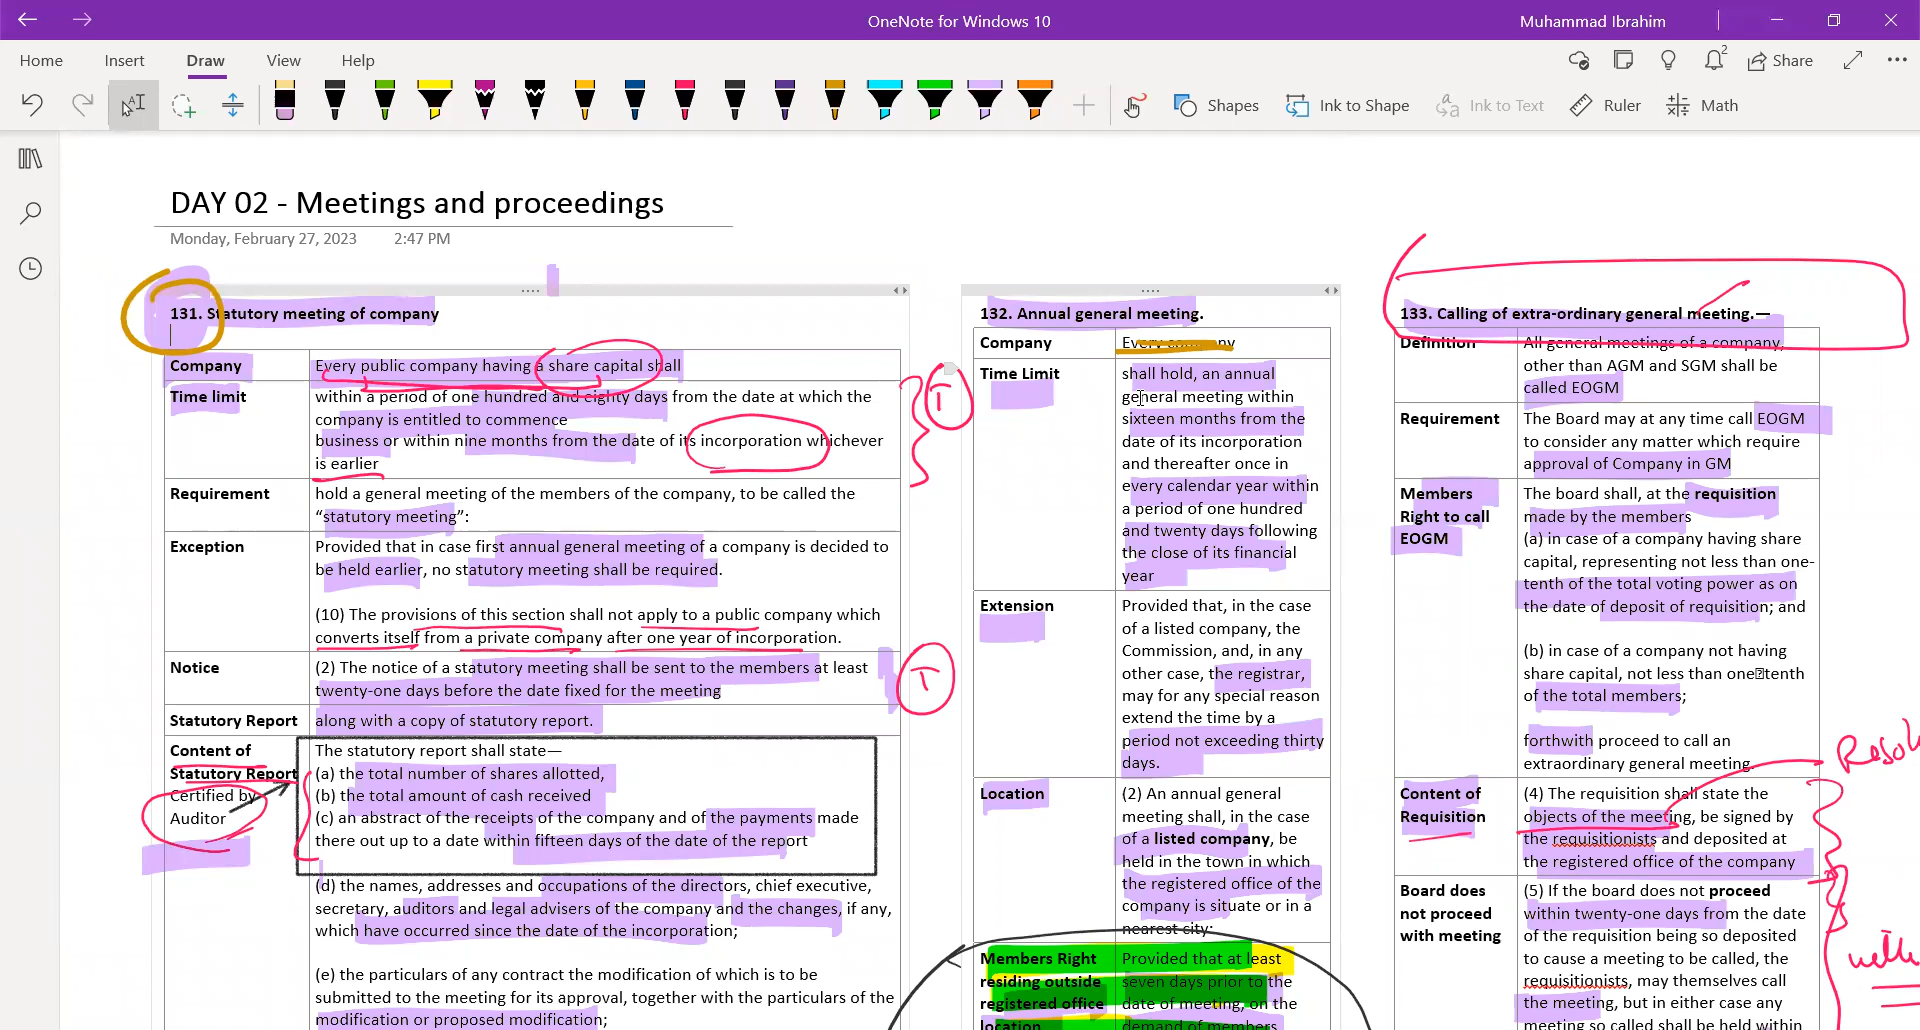 OneNote for Windows 10
Muhammad Ibrahim
Home Insert Draw View Help
2
Share
Shapes Ink to Shape Ink to Text Ruler Math
DAY 02 - Meetings and proceedings
Monday, February 27, 2023 2:47 PM
131. Statutory meeting of company
Company
Every public company having a share capital shall
Time limit
within a period of one hundred and eighty days from the date at which the
company is entitled to commence
business or within nine months from the date of its incorporation whichever
is earlier
T
Requirement
hold a general meeting of the members of the company, to be called the
“statutory meeting”:
Exception
Provided that in case first annual general meeting of a company is decided to
be held earlier, no statutory meeting shall be required.
(10) The provisions of this section shall not apply to a public company which
converts itself from a private company after one year of incorporation.
Notice
(2) The notice of a statutory meeting shall be sent to the members at least
twenty-one days before the date fixed for the meeting
T
Statutory Report
along with a copy of statutory report.
Content of
Statutory Report
Certified by
Auditor
The statutory report shall state—
(a) the total number of shares allotted,
(b) the total amount of cash received
(c) an abstract of the receipts of the company and of the payments made
there out up to a date within fifteen days of the date of the report
(d) the names, addresses and occupations of the directors, chief executive,
secretary, auditors and legal advisers of the company and the changes, if any,
which have occurred since the date of the incorporation;
(e) the particulars of any contract the modification of which is to be
submitted to the meeting for its approval, together with the particulars of the
modification or proposed modification;
132. Annual general meeting.
Company
Every company
Time Limit
shall hold, an annual
general meeting within
sixteen months from the
date of its incorporation
and thereafter once in
every calendar year within
a period of one hundred
and twenty days following
the close of its financial
year
Extension
Provided that, in the case
of a listed company, the
Commission, and, in any
other case, the registrar,
may for any special reason
extend the time by a
period not exceeding thirty
days.
Location
(2) An annual general
meeting shall, in the case
of a listed company, be
held in the town in which
the registered office of the
company is situate or in a
nearest city:
Members Right
residing outside
registered office
location
Provided that at least
seven days prior to the
date of meeting, on the
demand of members
133. Calling of extra-ordinary general meeting.—
Definition
All general meetings of a company,
other than AGM and SGM shall be
called EOGM
Requirement
The Board may at any time call EOGM
to consider any matter which require
approval of Company in GM
Members
Right to call
EOGM
The board shall, at the requisition
made by the members
(a) in case of a company having share
capital, representing not less than one-
tenth of the total voting power as on
the date of deposit of requisition; and
(b) in case of a company not having
share capital, not less than one⍰tenth
of the total members;
forthwith proceed to call an
extraordinary general meeting.
Content of
Requisition
(4) The requisition shall state the
objects of the meeting, be signed by
the requisitionists and deposited at
the registered office of the company
Board does
not proceed
with meeting
(5) If the board does not proceed
within twenty-one days from the date
of the requisition being so deposited
to cause a meeting to be called, the
requisitionists, may themselves call
the meeting, but in either case any
meeting so called shall be held within